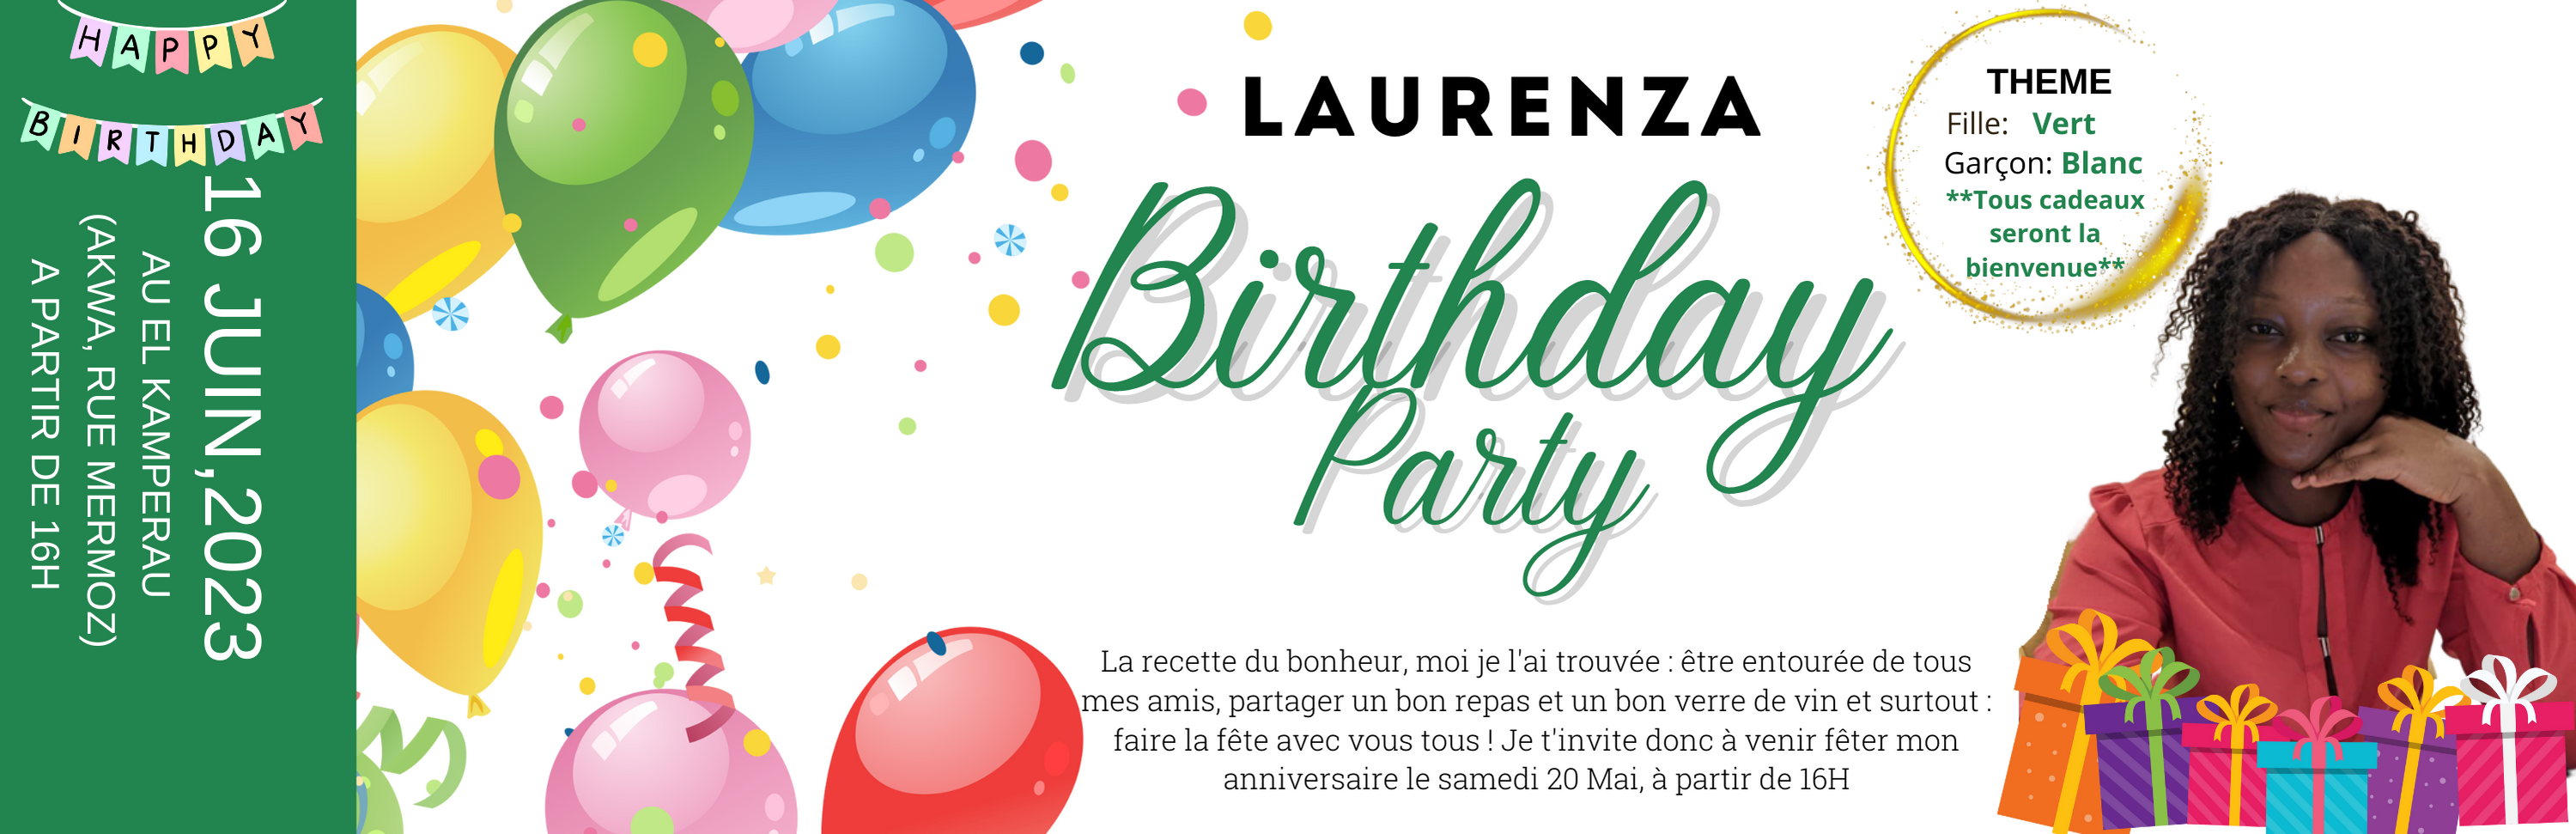 HAPPY
BIRTHDAY
16 JUIN,2023
AU EL KAMPERAU
(AKWA, RUE MERMOZ)
A PARTIR DE 16H
LAURENZA
Birthday
Party
La recette du bonheur, moi je l'ai trouvée : être entourée de tous
mes amis, partager un bon repas et un bon verre de vin et surtout :
faire la fête avec vous tous ! Je t'invite donc à venir fêter mon
anniversaire le samedi 20 Mai, à partir de 16H
THEME
Fille: Vert
Garçon: Blanc
**Tous cadeaux
seront la
bienvenue**